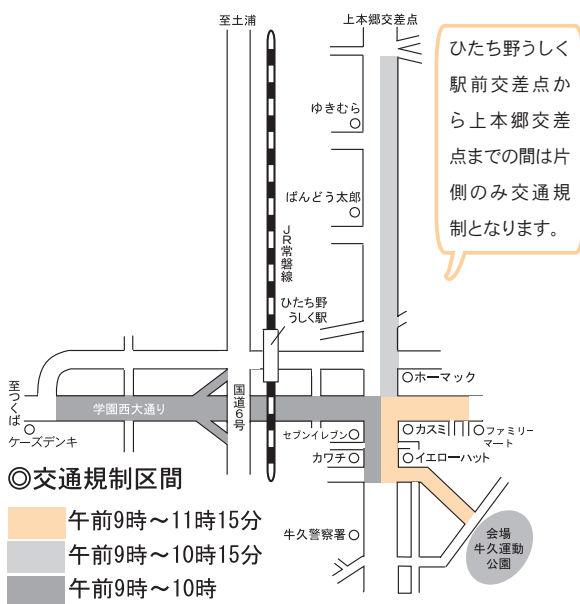 至土浦
上本郷交差点
ひたち野うしく
駅前交差点か
ら上本郷交差
点までの間は片
側のみ交通規
制となります。
ゆきむら
ばんどう太郎
JR常磐線
ひたち野
うしく駅
至つくば
ホーマック
学園西大通り
国道6号
ケーズデンキ
セブンイレブン
カスミ
ファミリー
マート
カワチ
イエローハット
◎交通規制区間
午前9時～11時15分
午前9時～10時15分
午前9時～10時
牛久警察署
会場
牛久運動
公園